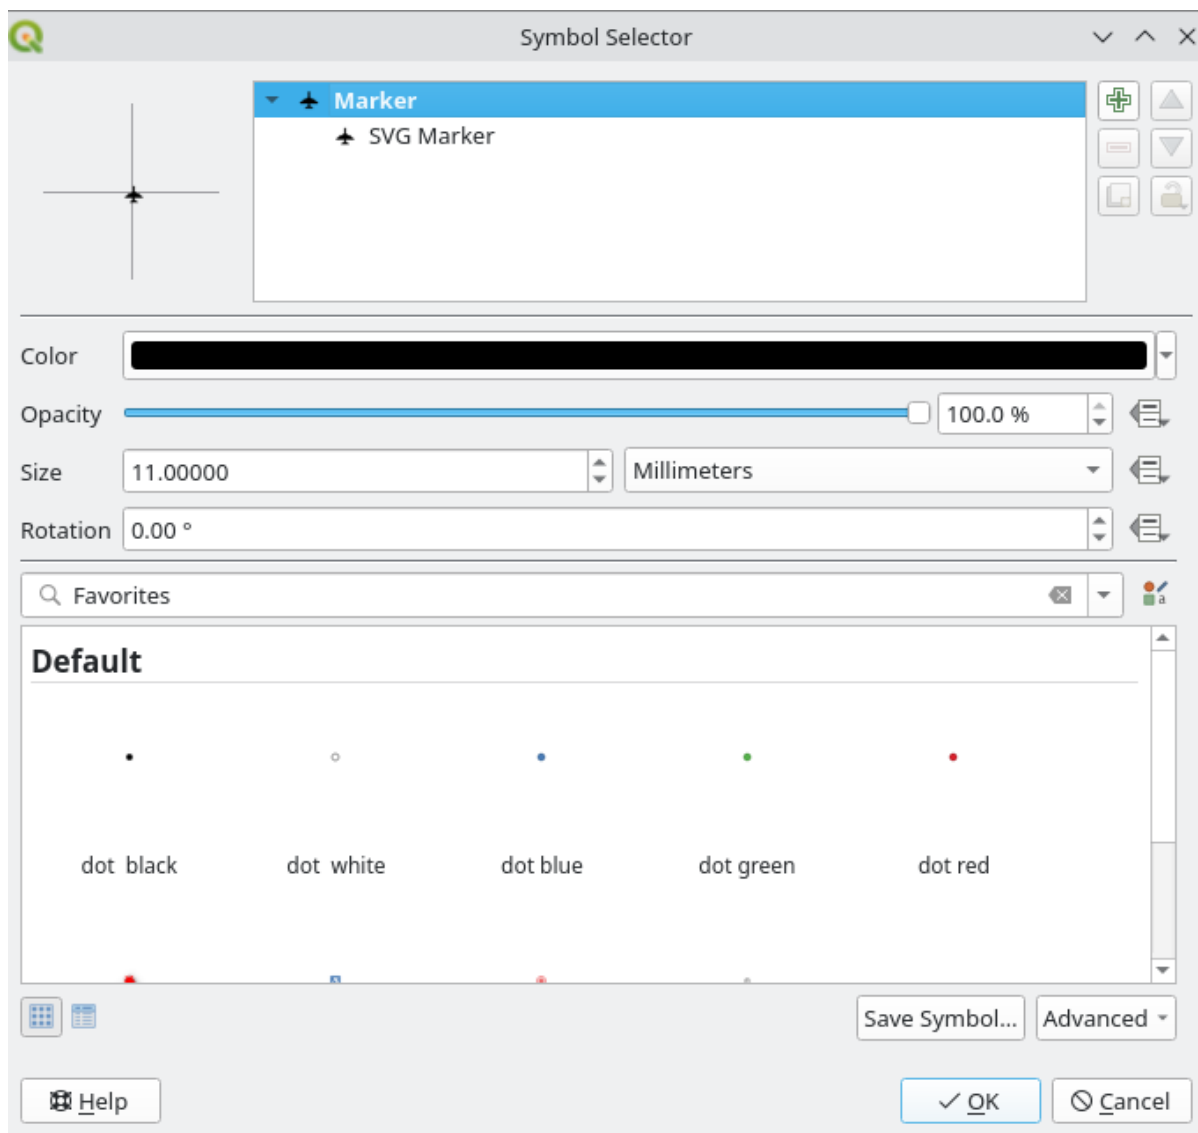 Symbol Selector
Marker
SVG Marker
Color
Opacity 100.0 %
Size 11.00000 Millimeters
Rotation 0.00 °
Favorites
Default
dot  black dot  white dot blue dot green dot red
Save Symbol... Advanced
Help OK Cancel